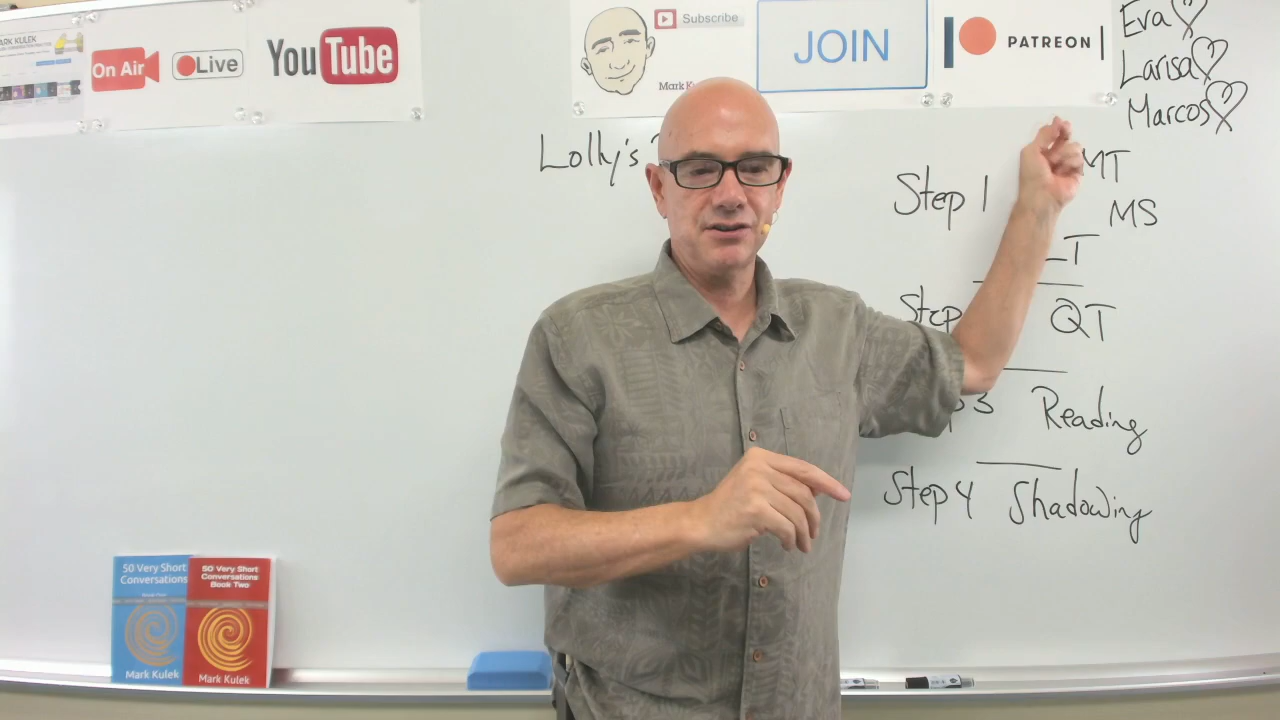 MARK KULEK
On Air
Live
YouTube
Subscribe
Mark
JOIN
PATREON
Eva
Larisa
Marcos
Lolly's
Step 1
MT
MS
LT
Step
QT
3 Reading
Step 4 Shadowing
50 Very Short
Conversations
Mark Kulek
50 Very Short
Conversations
Book Two
Mark Kulek